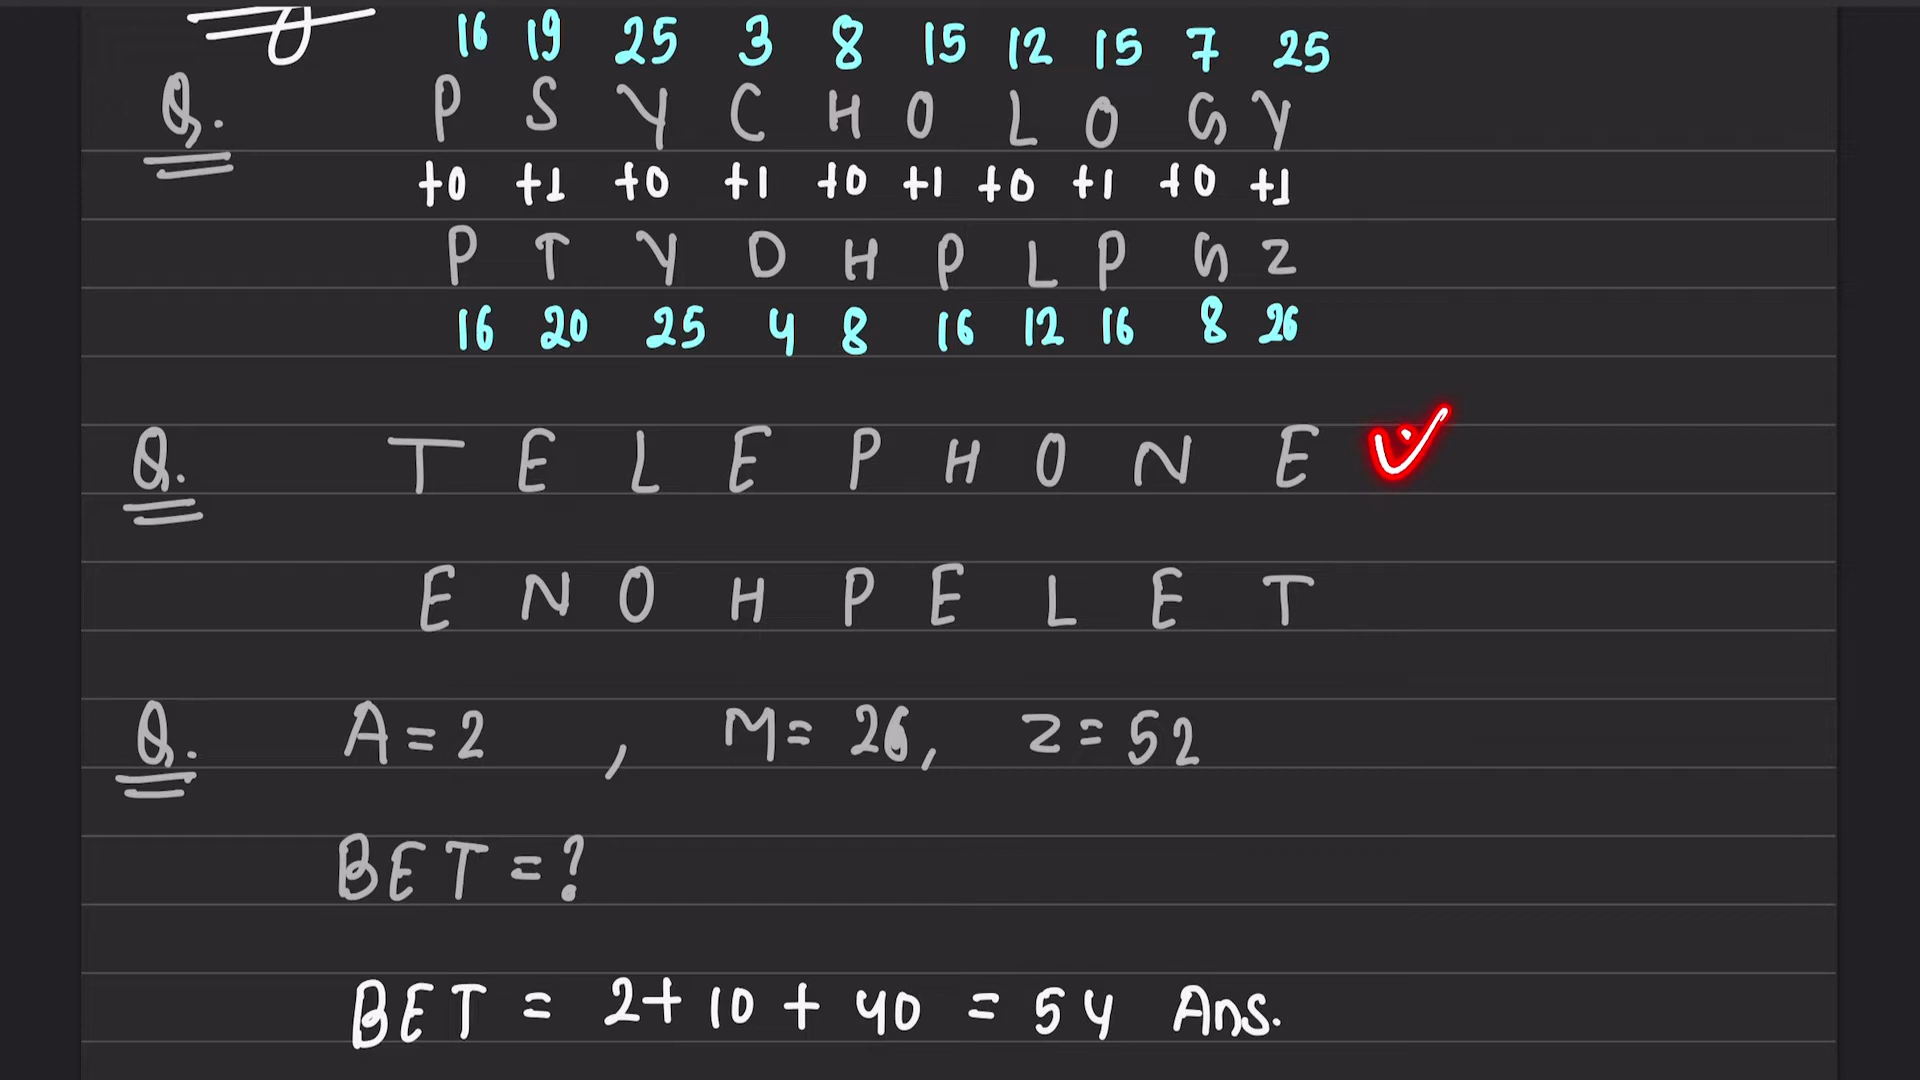 16 19 25 3 8 15 12 15 7 25
Q. P S Y C H O L O G Y
+0 +1 +0 +1 +0 +1 +0 +1 +0 +1
P T Y D H P L P G Z
16 20 25 4 8 16 12 16 8 26
Q. T E L E P H O N E
E N O H P E L E T
Q. A = 2 , M = 26, Z = 52
BET = ?
BET = 2 + 10 + 40 = 54 Ans.